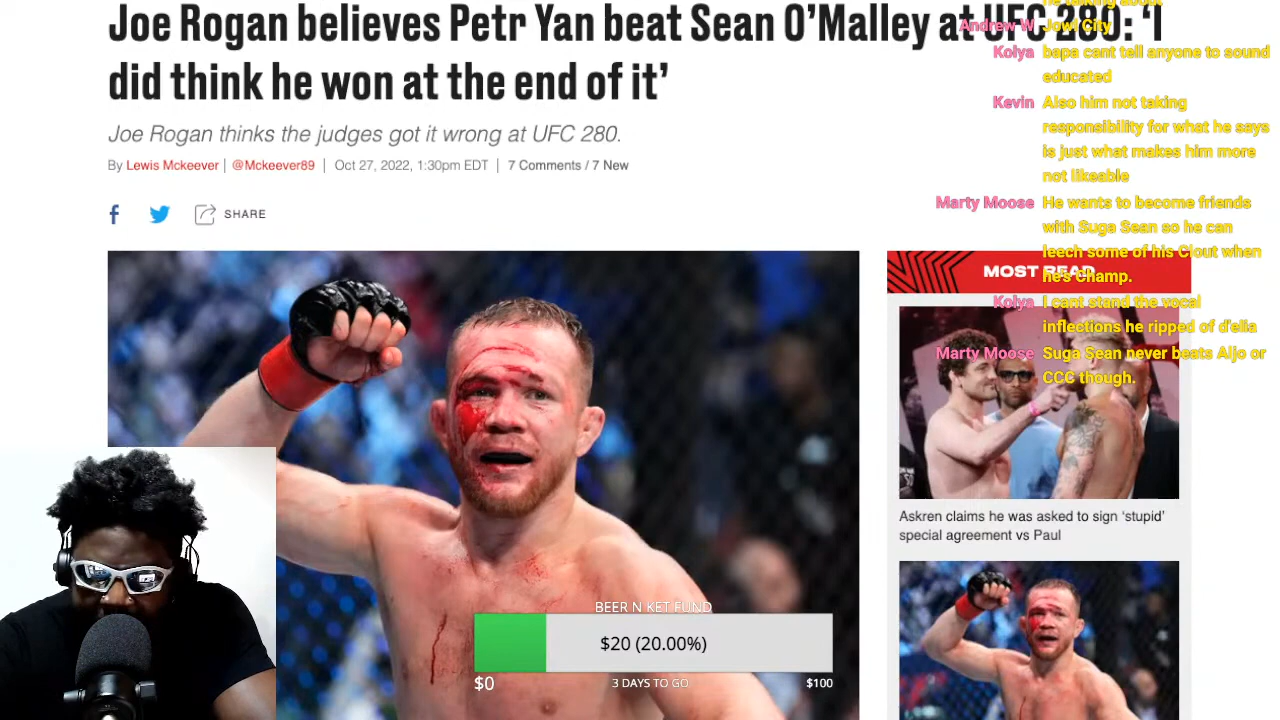 he talking about
Joe Rogan believes Petr Yan beat Sean O'Malley at UFC 280: 'I
did think he won at the end of it'
Joe Rogan thinks the judges got it wrong at UFC 280.
By Lewis Mckeever | @Mckeever89 | Oct 27, 2022, 1:30pm EDT | 7 Comments / 7 New
SHARE
Andrew W Jowl City
Kolya bapa cant tell anyone to sound
educated
Kevin Also him not taking
responsibility for what he says
is just what makes him more
not likeable
Marty Moose He wants to become friends
with Suga Sean so he can
leech some of his Clout when
he's Champ.
Kolya I cant stand the vocal
inflections he ripped of d'elia
Marty Moose Suga Sean never beats Aljo or
CCC though.
MOST READ
Askren claims he was asked to sign 'stupid'
special agreement vs Paul
BEER N KET FUND
$20 (20.00%)
$0 3 DAYS TO GO $100